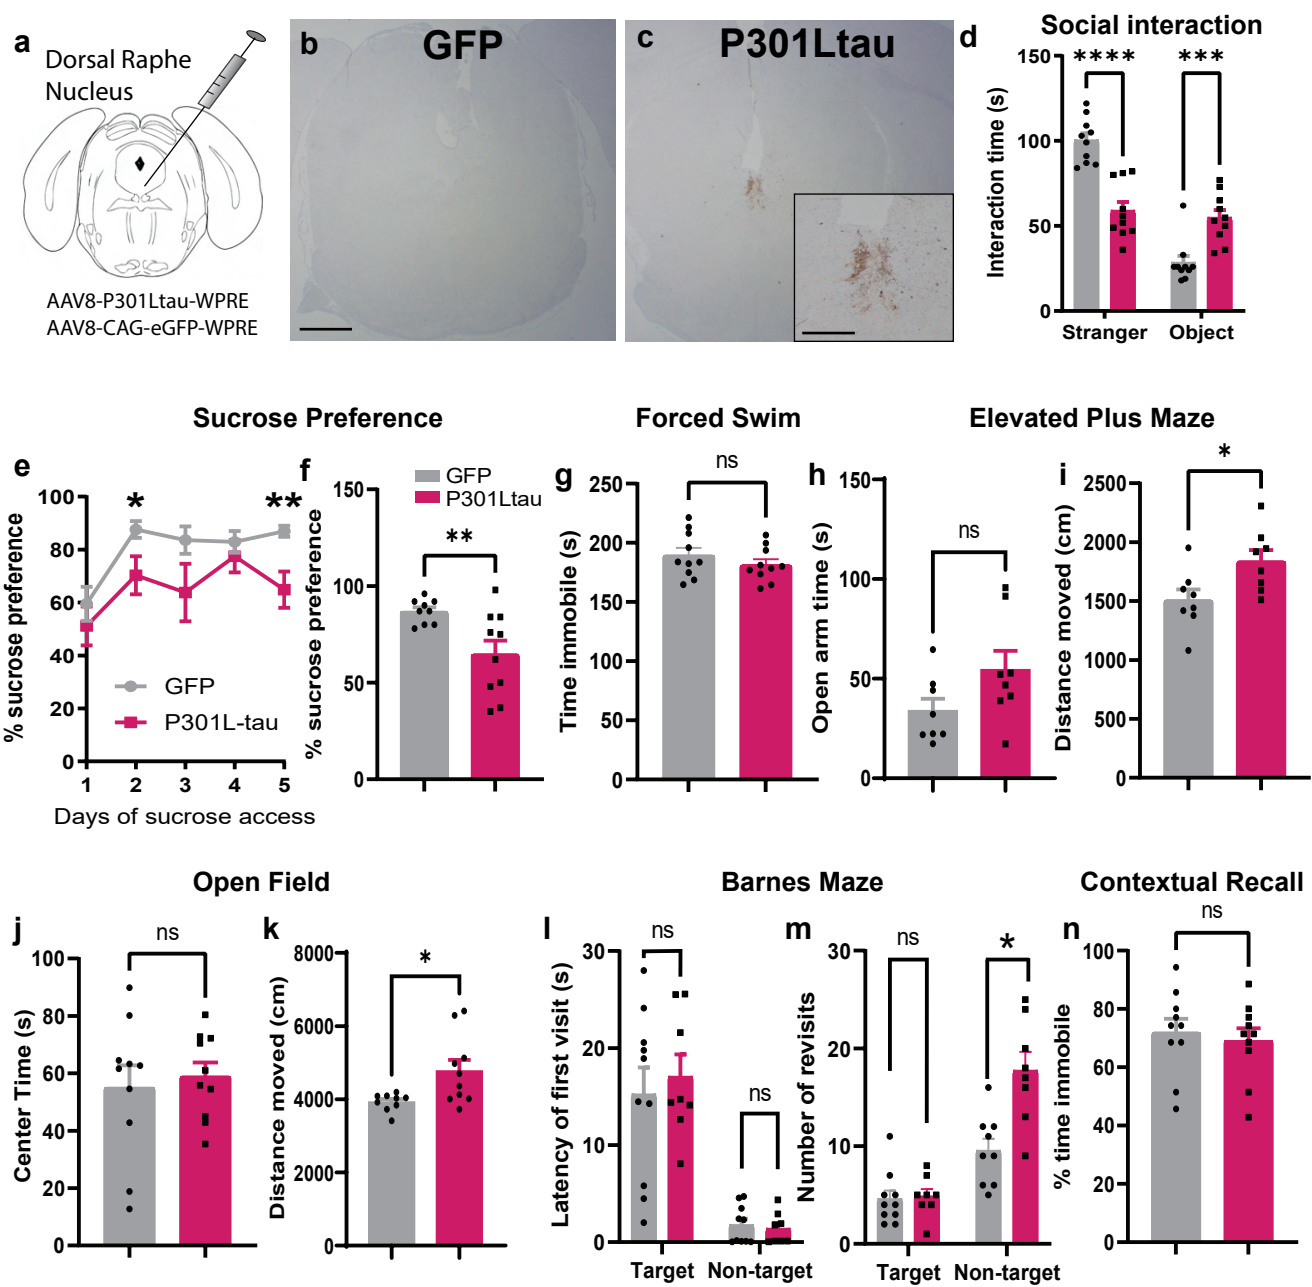 a
Dorsal Raphe
Nucleus
AAV8-P301Ltau-WPRE
AAV8-CAG-eGFP-WPRE
b
GFP
c
P301Ltau
d
Social interaction
Interaction time (s)
150
100
50
0
****
***
Stranger
Object
Sucrose Preference
e
% sucrose preference
100
80
60
40
20
0
*
**
GFP
P301L-tau
1 2 3 4 5
Days of sucrose access
f
GFP
P301Ltau
% sucrose preference
150
100
50
0
**
Forced Swim
g
Time immobile (s)
250
200
150
100
50
0
ns
Elevated Plus Maze
h
Open arm time (s)
150
100
50
0
ns
i
Distance moved (cm)
2500
2000
1500
1000
500
0
*
Open Field
j
Center Time (s)
100
80
60
40
20
0
ns
k
Distance moved (cm)
8000
6000
4000
2000
0
*
Barnes Maze
l
Latency of first visit (s)
30
20
10
0
ns
ns
Target
Non-target
m
Number of revisits
30
20
10
0
ns
*
Target
Non-target
Contextual Recall
n
% time immobile
100
80
60
40
20
0
ns